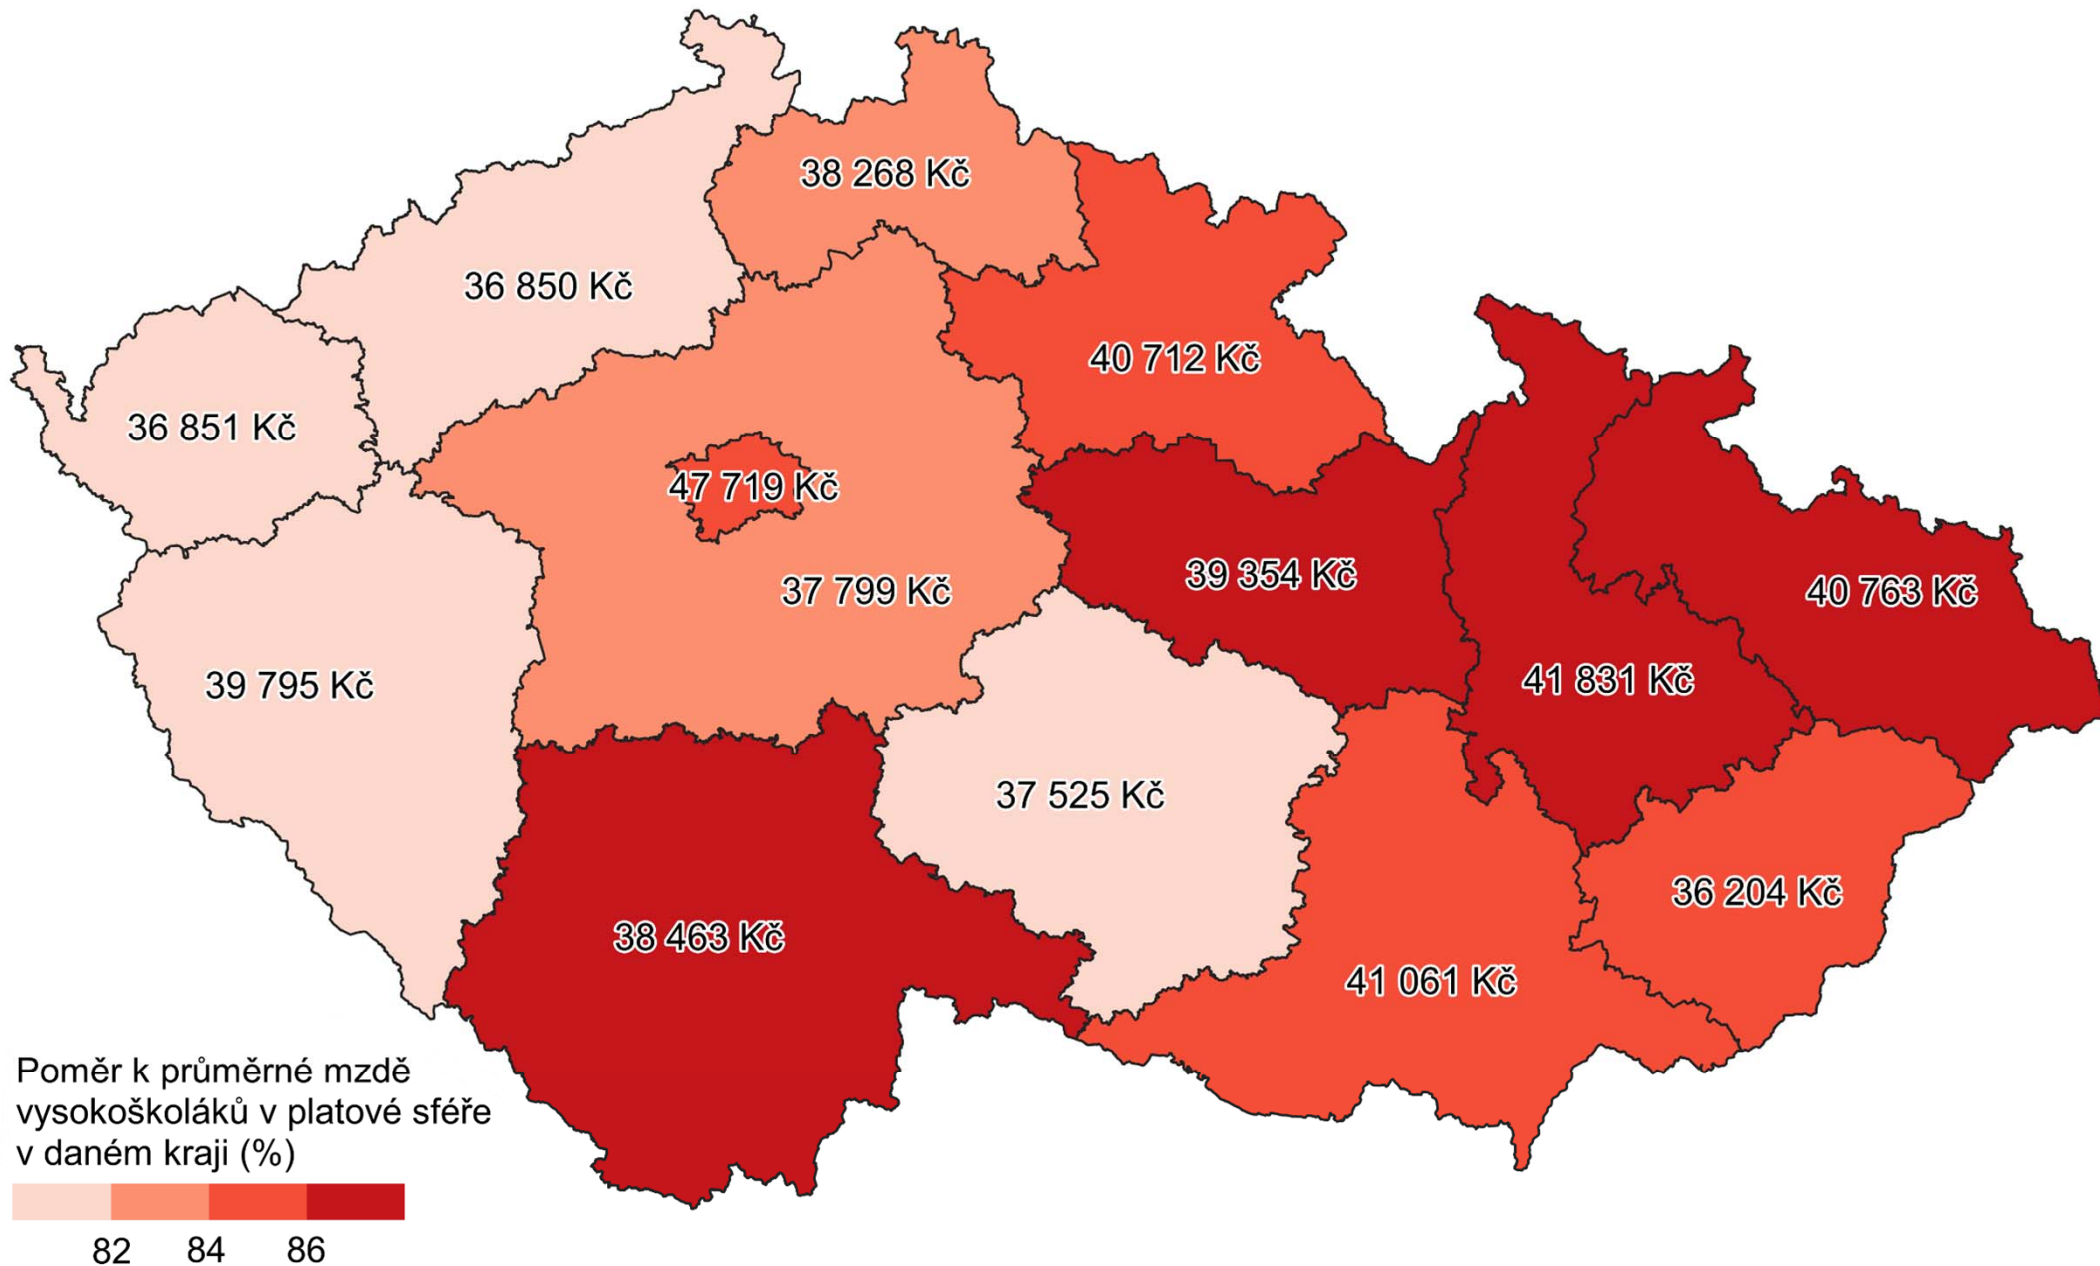 38 268 Kč
36 850 Kč
40 712 Kč
36 851 Kč
47 719 Kč
39 354 Kč
37 799 Kč
40 763 Kč
39 795 Kč
41 831 Kč
37 525 Kč
36 204 Kč
38 463 Kč
41 061 Kč
Poměr k průměrné mzdě
vysokoškoláků v platové sféře
v daném kraji (%)
82 84 86